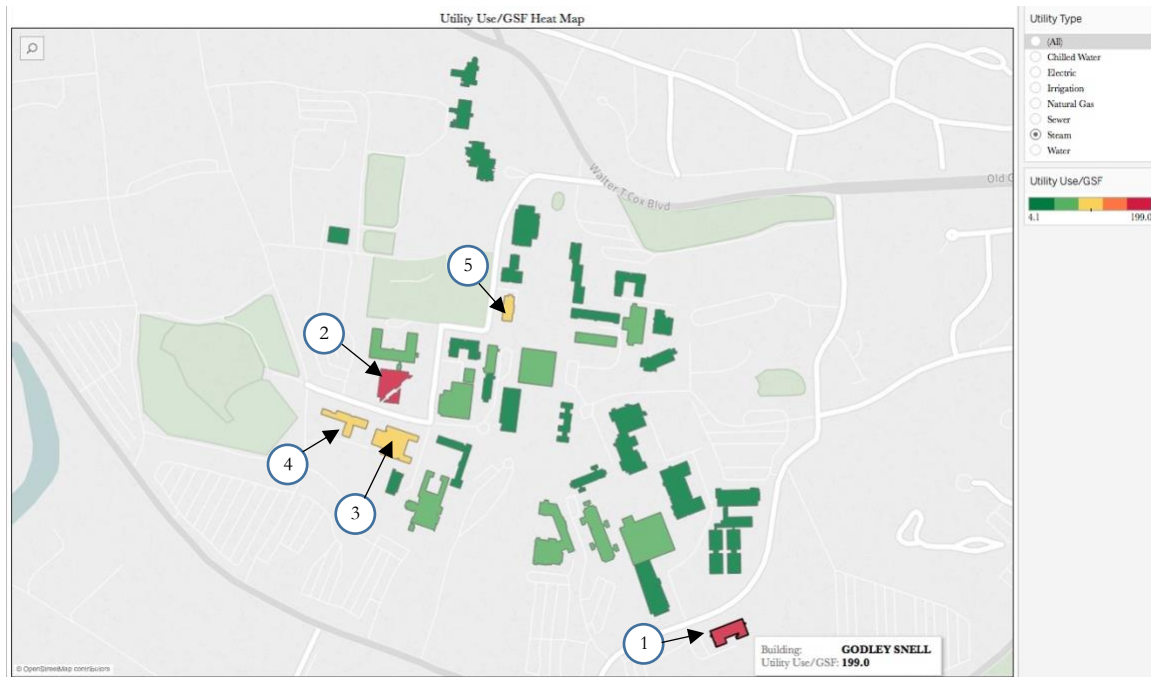 Utility Use/GSF Heat Map
Walter T Cox Blvd
Old
5
2
4
3
1
Building: GODLEY SNELL
Utility Use/GSF: 199.0
© OpenStreetMap contributors
Utility Type
(All)
Chilled Water
Electric
Irrigation
Natural Gas
Sewer
Steam
Water
Utility Use/GSF
4.1 199.0